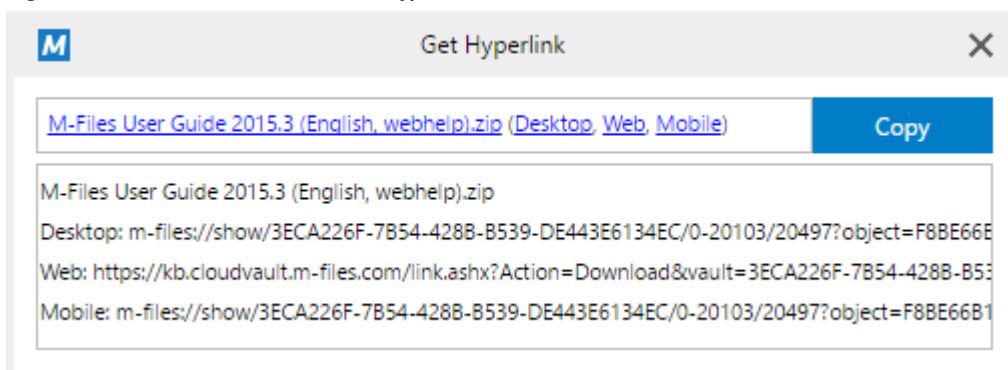 M
Get Hyperlink
M-Files User Guide 2015.3 (English, webhelp).zip (Desktop, Web, Mobile)
Copy
M-Files User Guide 2015.3 (English, webhelp).zip
Desktop: m-files://show/3ECA226F-7B54-428B-B539-DE443E6134EC/0-20103/20497?object=F8BE66B
Web: https://kb.cloudvault.m-files.com/link.ashx?Action=Download&vault=3ECA226F-7B54-428B-B53
Mobile: m-files://show/3ECA226F-7B54-428B-B539-DE443E6134EC/0-20103/20497?object=F8BE66B1